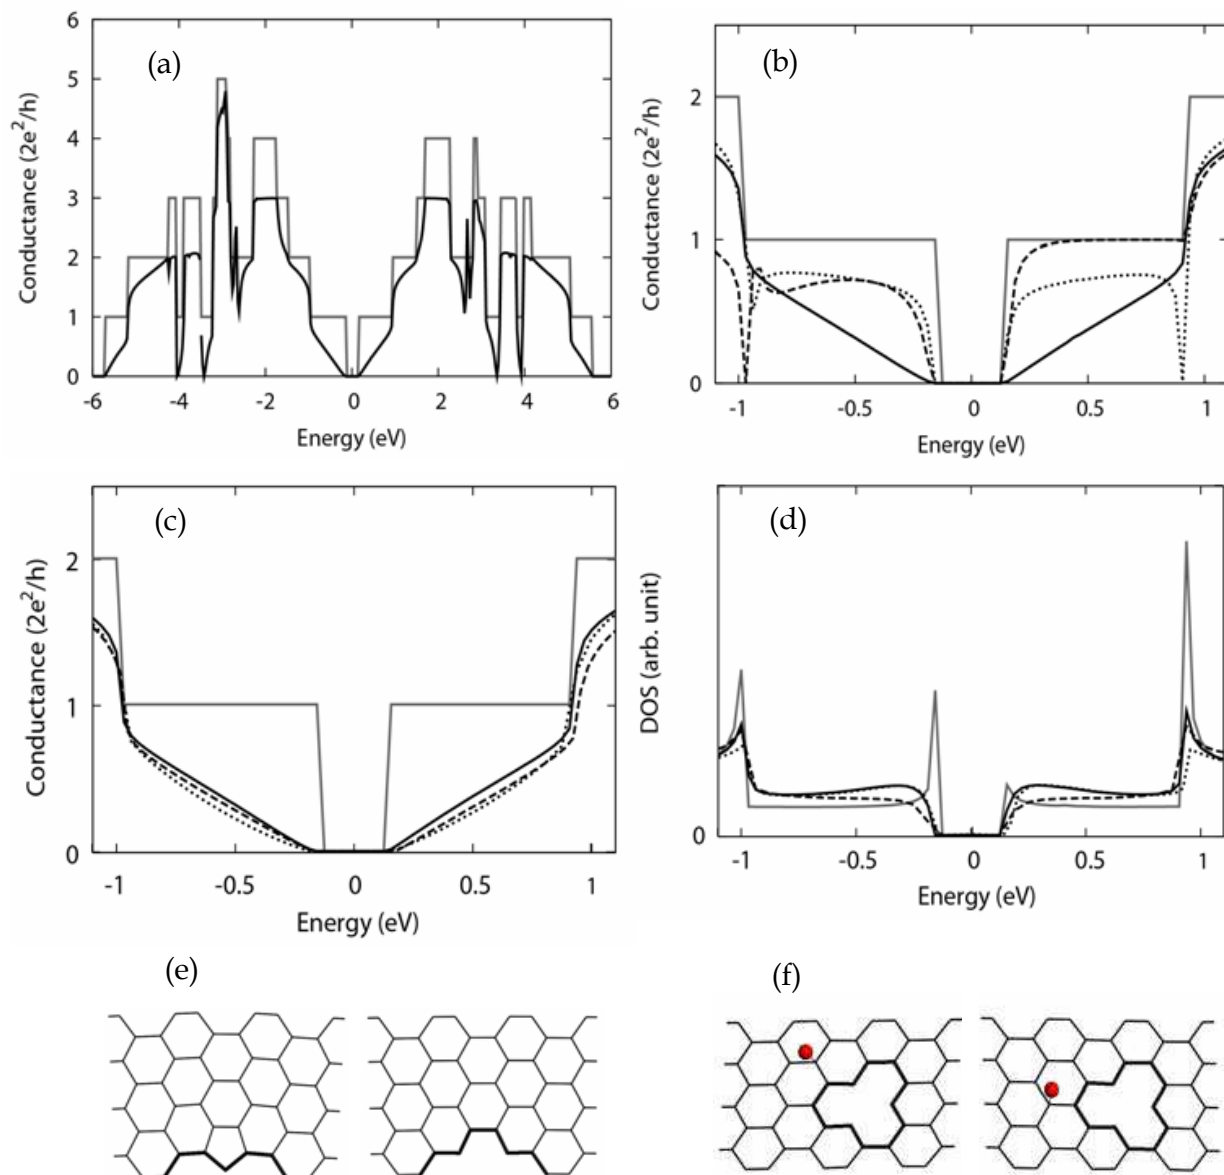 (a)
Conductance (2e²/h)
6
5
4
3
2
1
0
-6 -4 -2 0 2 4 6
Energy (eV)
(b)
Conductance (2e²/h)
2
1
0
-1 -0.5 0 0.5 1
Energy (eV)
(c)
Conductance (2e²/h)
2
1
0
-1 -0.5 0 0.5 1
Energy (eV)
(d)
DOS (arb. unit)
0
-1 -0.5 0 0.5 1
Energy (eV)
(e)
(f)